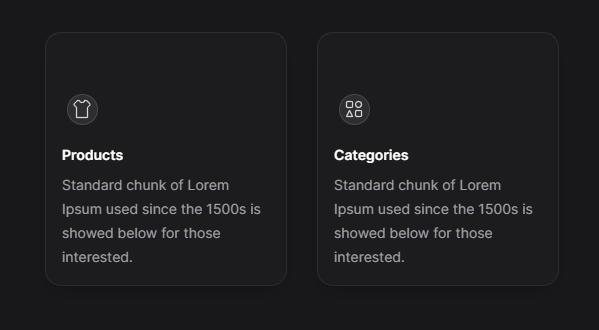 Products
Standard chunk of Lorem
Ipsum used since the 1500s is
showed below for those
interested.
Categories
Standard chunk of Lorem
Ipsum used since the 1500s is
showed below for those
interested.